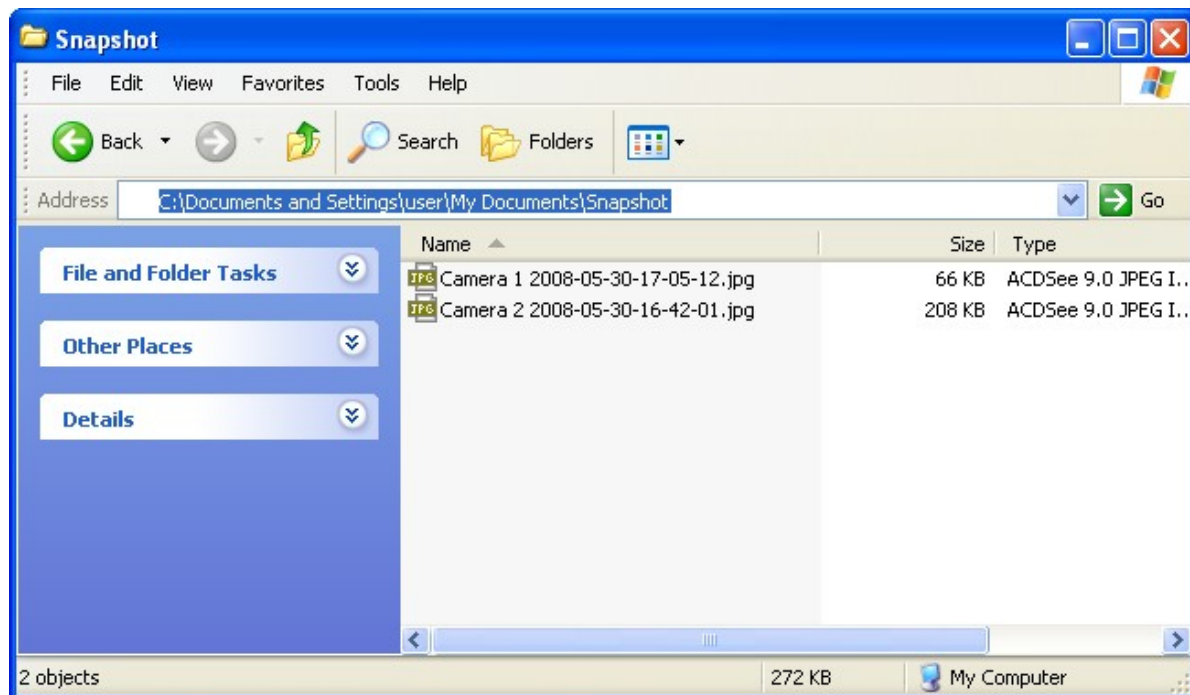 Snapshot
File Edit View Favorites Tools Help
Back Search Folders
Address C:\Documents and Settings\user\My Documents\Snapshot Go
File and Folder Tasks
Other Places
Details
Name Size Type
JPG Camera 1 2008-05-30-17-05-12.jpg 66 KB ACDSee 9.0 JPEG I...
JPG Camera 2 2008-05-30-16-42-01.jpg 208 KB ACDSee 9.0 JPEG I...
2 objects 272 KB My Computer